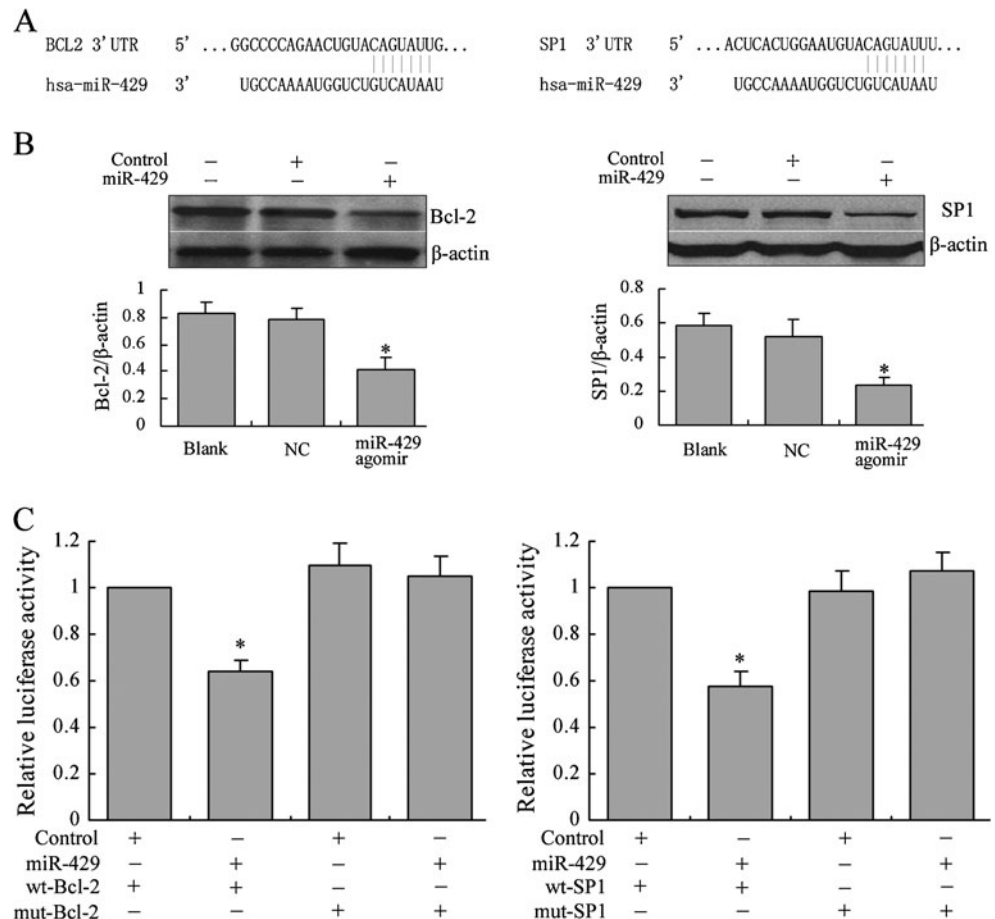 A
BCL2 3'UTR 5' ...GGCCCCAGAACUGUACAGUAUUG...
hsa-miR-429 3' UGCCAAAAUGGUCUGUCAUAAU
SP1 3'UTR 5' ...ACUCACUGGAAUGUACAGUAUUU...
hsa-miR-429 3' UGCCAAAAUGGUCUGUCAUAAU
B
Control − + −
miR-429 − − +
Bcl-2
β-actin
Bcl-2/β-actin
1
0.8
0.6
0.4
0.2
0
*
Blank NC miR-429
agomir
Control − + −
miR-429 − − +
SP1
β-actin
SP1/β-actin
0.8
0.6
0.4
0.2
0
*
Blank NC miR-429
agomir
C
Relative luciferase activity
1.2
1
0.8
0.6
0.4
0.2
0
*
Control + − + −
miR-429 − + − +
wt-Bcl-2 + + − −
mut-Bcl-2 − − + +
Relative luciferase activity
1.2
1
0.8
0.6
0.4
0.2
0
*
Control + − + −
miR-429 − + − +
wt-SP1 + + − −
mut-SP1 − − + +